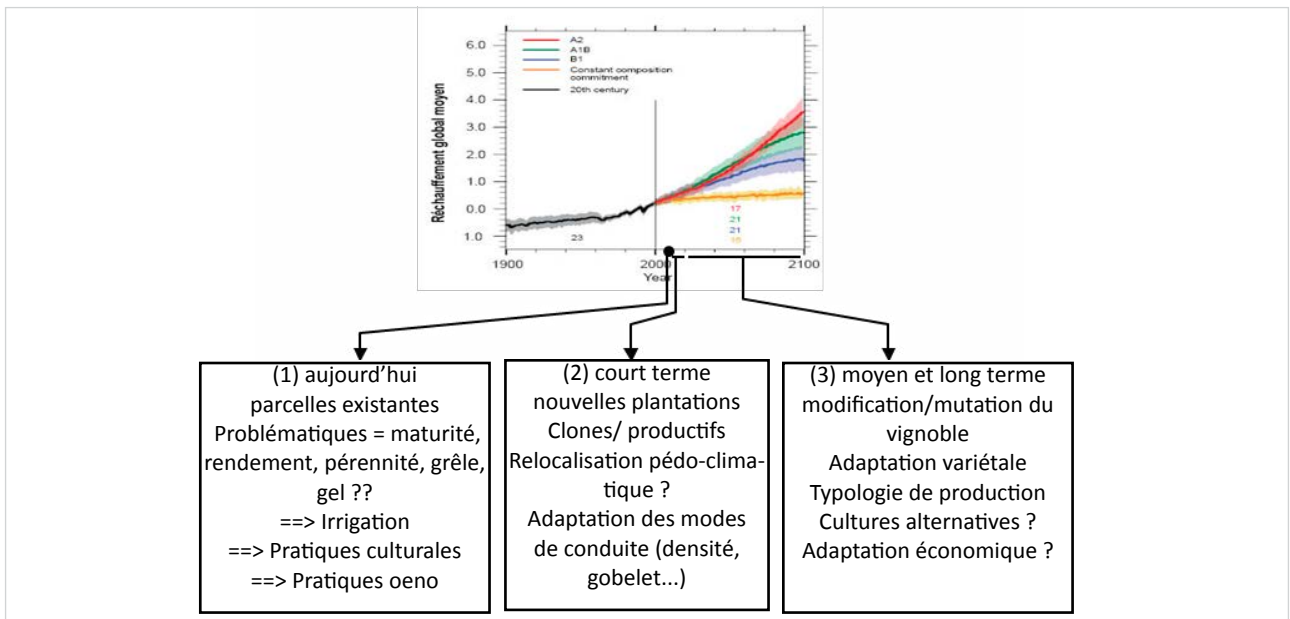 A2
A1B
B1
Constant composition
commitment
20th century
Réchauffement global moyen
6.0
5.0
4.0
3.0
2.0
1.0
0.0
1.0
17
21
21
23
1900
2000
2100
Year
(1) aujourd’hui
parcelles existantes
Problématiques = maturité,
rendement, pérennité, grêle,
gel ??
==> Irrigation
==> Pratiques culturales
==> Pratiques oeno
(2) court terme
nouvelles plantations
Clones/ productifs
Relocalisation pédo-clima-
tique ?
Adaptation des modes
de conduite (densité,
gobelet...)
(3) moyen et long terme
modification/mutation du
vignoble
Adaptation variétale
Typologie de production
Cultures alternatives ?
Adaptation économique ?